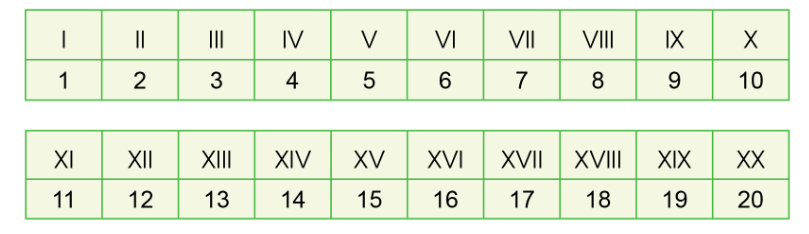 I II III IV V VI VII VIII IX X
1 2 3 4 5 6 7 8 9 10
XI XII XIII XIV XV XVI XVII XVIII XIX XX
11 12 13 14 15 16 17 18 19 20